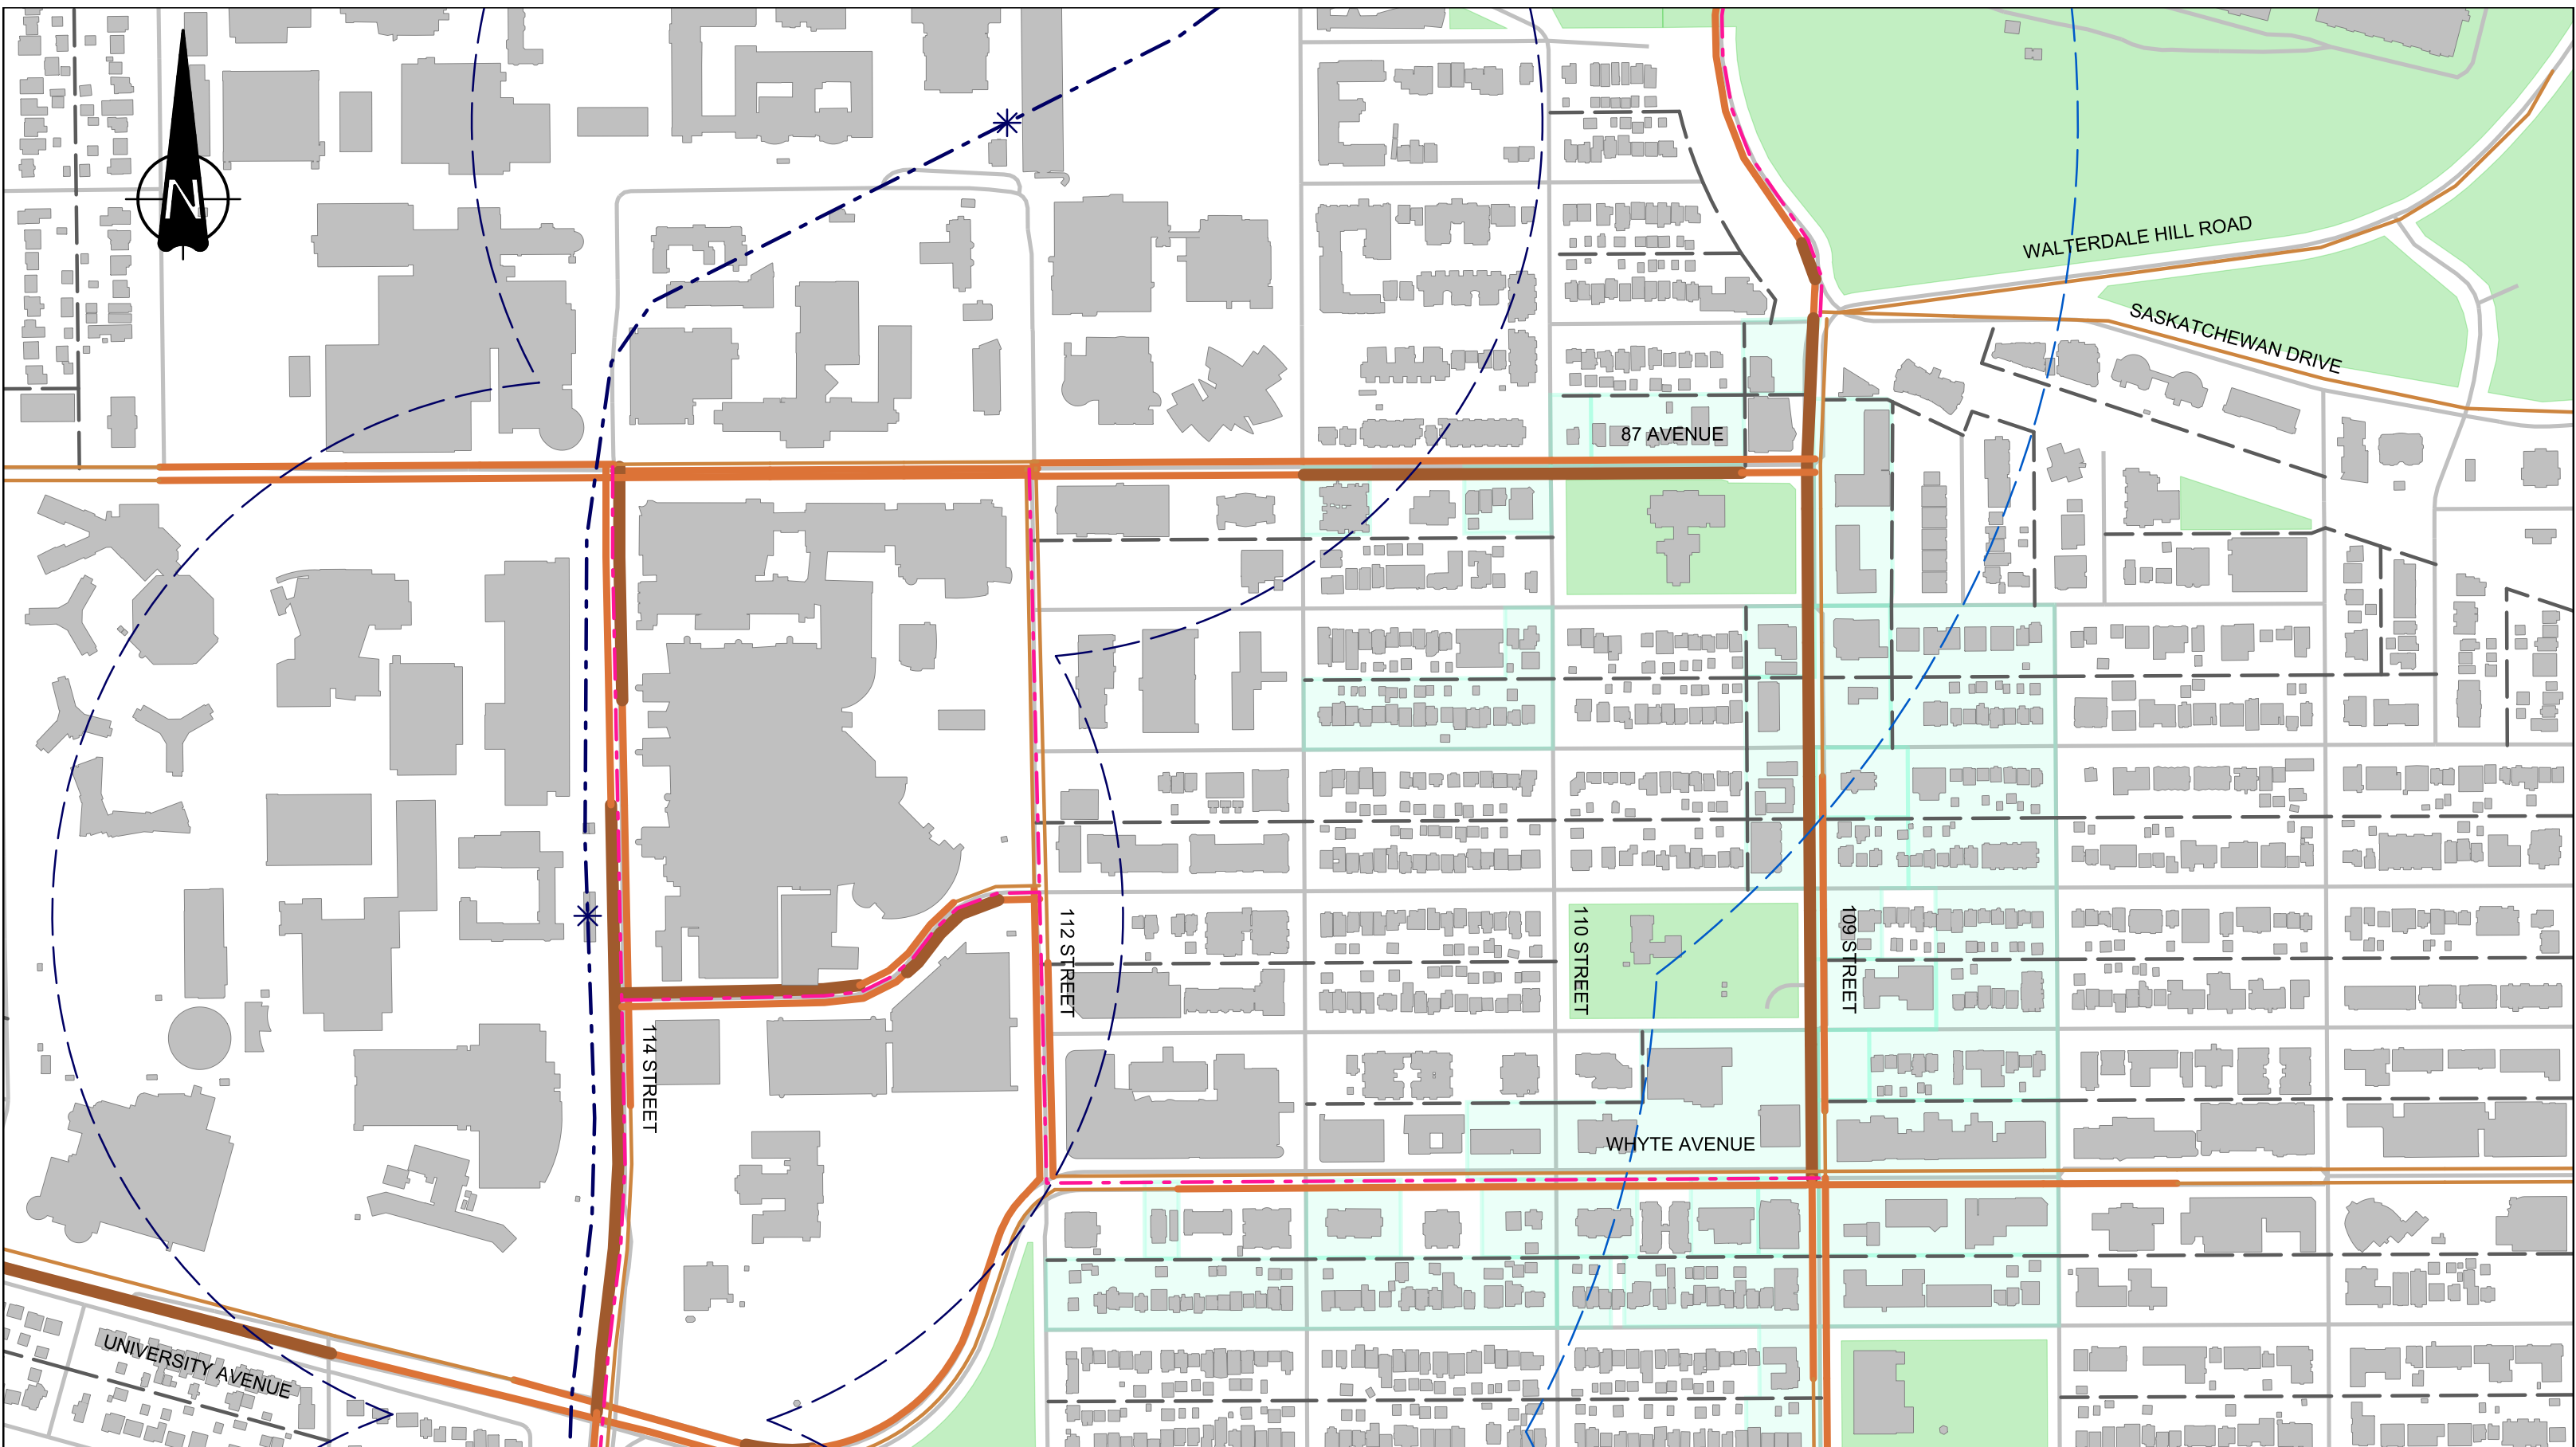 N
WALTERDALE HILL ROAD
SASKATCHEWAN DRIVE
87 AVENUE
112 STREET
110 STREET
109 STREET
114 STREET
WHYTE AVENUE
UNIVERSITY AVENUE